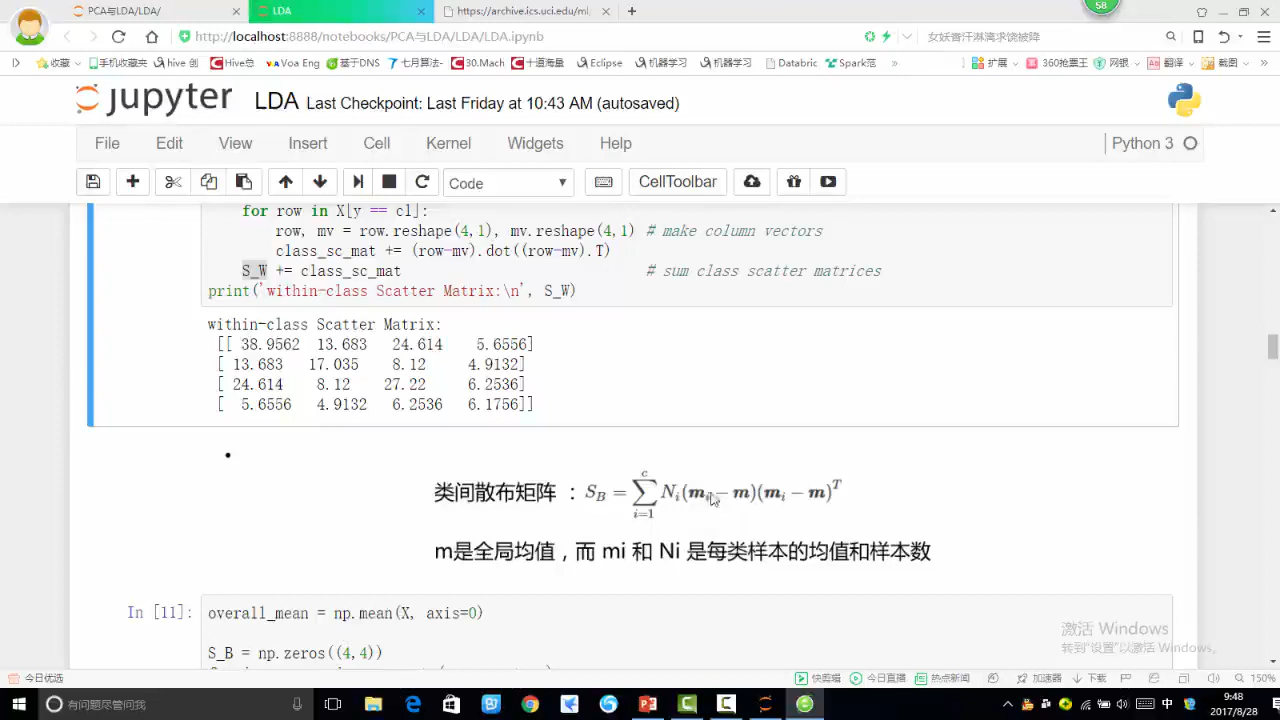 PCA与LDA/LDA/
LDA
https://archive.ics.uci.edu/ml
58
http://localhost:8888/notebooks/PCA与LDA/LDA/LDA.ipynb
女妖香汗淋漓求饶被降
收藏
手机收藏夹
hive 创
Hive总
Voa Eng
基于DNS
七月算法-
30.Mach
十道海量
Eclipse
机器学习
机器学习
Databric
Spark范
»
扩展
360抢票王
网银
翻译
截图
»
jupyter LDA Last Checkpoint: Last Friday at 10:43 AM (autosaved)
File Edit View Insert Cell Kernel Widgets Help Python 3
Code CellToolbar
for row in X[y == cl]:
row, mv = row.reshape(4,1), mv.reshape(4,1) # make column vectors
class_sc_mat += (row-mv).dot((row-mv).T)
S_W += class_sc_mat # sum class scatter matrices
print('within-class Scatter Matrix:\n', S_W)
within-class Scatter Matrix:
[[ 38.9562 13.683 24.614 5.6556]
[ 13.683 17.035 8.12 4.9132]
[ 24.614 8.12 27.22 6.2536]
[ 5.6556 4.9132 6.2536 6.1756]]
类间散布矩阵 ：S_B = \sum_{i=1}^{c} N_i(m_i − m)(m_i − m)^T
m是全局均值，而 mi 和 Ni 是每类样本的均值和样本数
In [11]: overall_mean = np.mean(X, axis=0)
S_B = np.zeros((4,4))
激活 Windows
转到"设置"以激活 Windows。
今日优选
快剪辑
今日直播
热点新闻
加速器
下载
150%
有问题尽管问我
中
9:48
2017/8/28